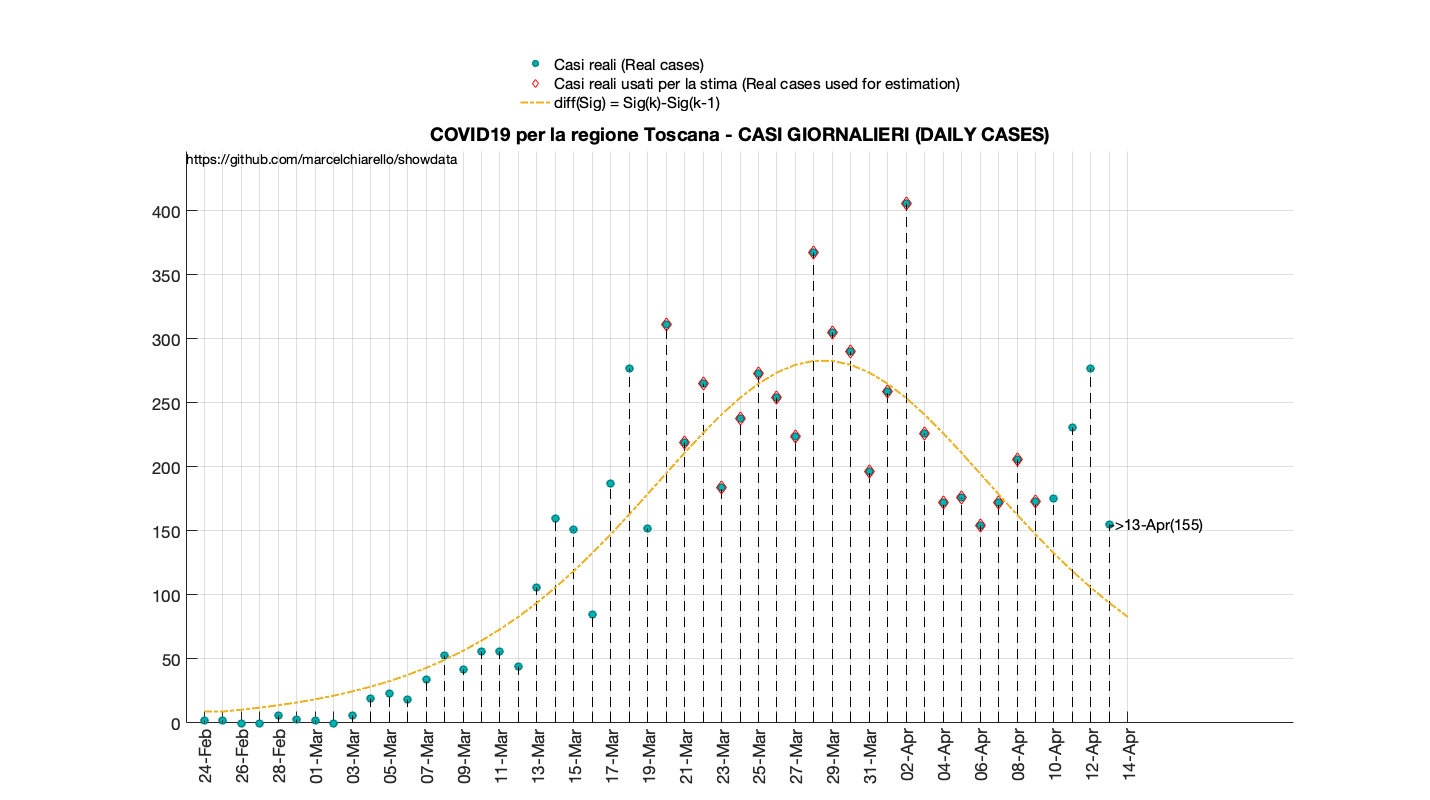 Casi reali (Real cases)
Casi reali usati per la stima (Real cases used for estimation)
diff(Sig) = Sig(k)-Sig(k-1)
COVID19 per la regione Toscana - CASI GIORNALIERI (DAILY CASES)
https://github.com/marcelchiarello/showdata
400
350
300
250
200
150
100
50
0
->13-Apr(155)
24-Feb
26-Feb
28-Feb
01-Mar
03-Mar
05-Mar
07-Mar
09-Mar
11-Mar
13-Mar
15-Mar
17-Mar
19-Mar
21-Mar
23-Mar
25-Mar
27-Mar
29-Mar
31-Mar
02-Apr
04-Apr
06-Apr
08-Apr
10-Apr
12-Apr
14-Apr